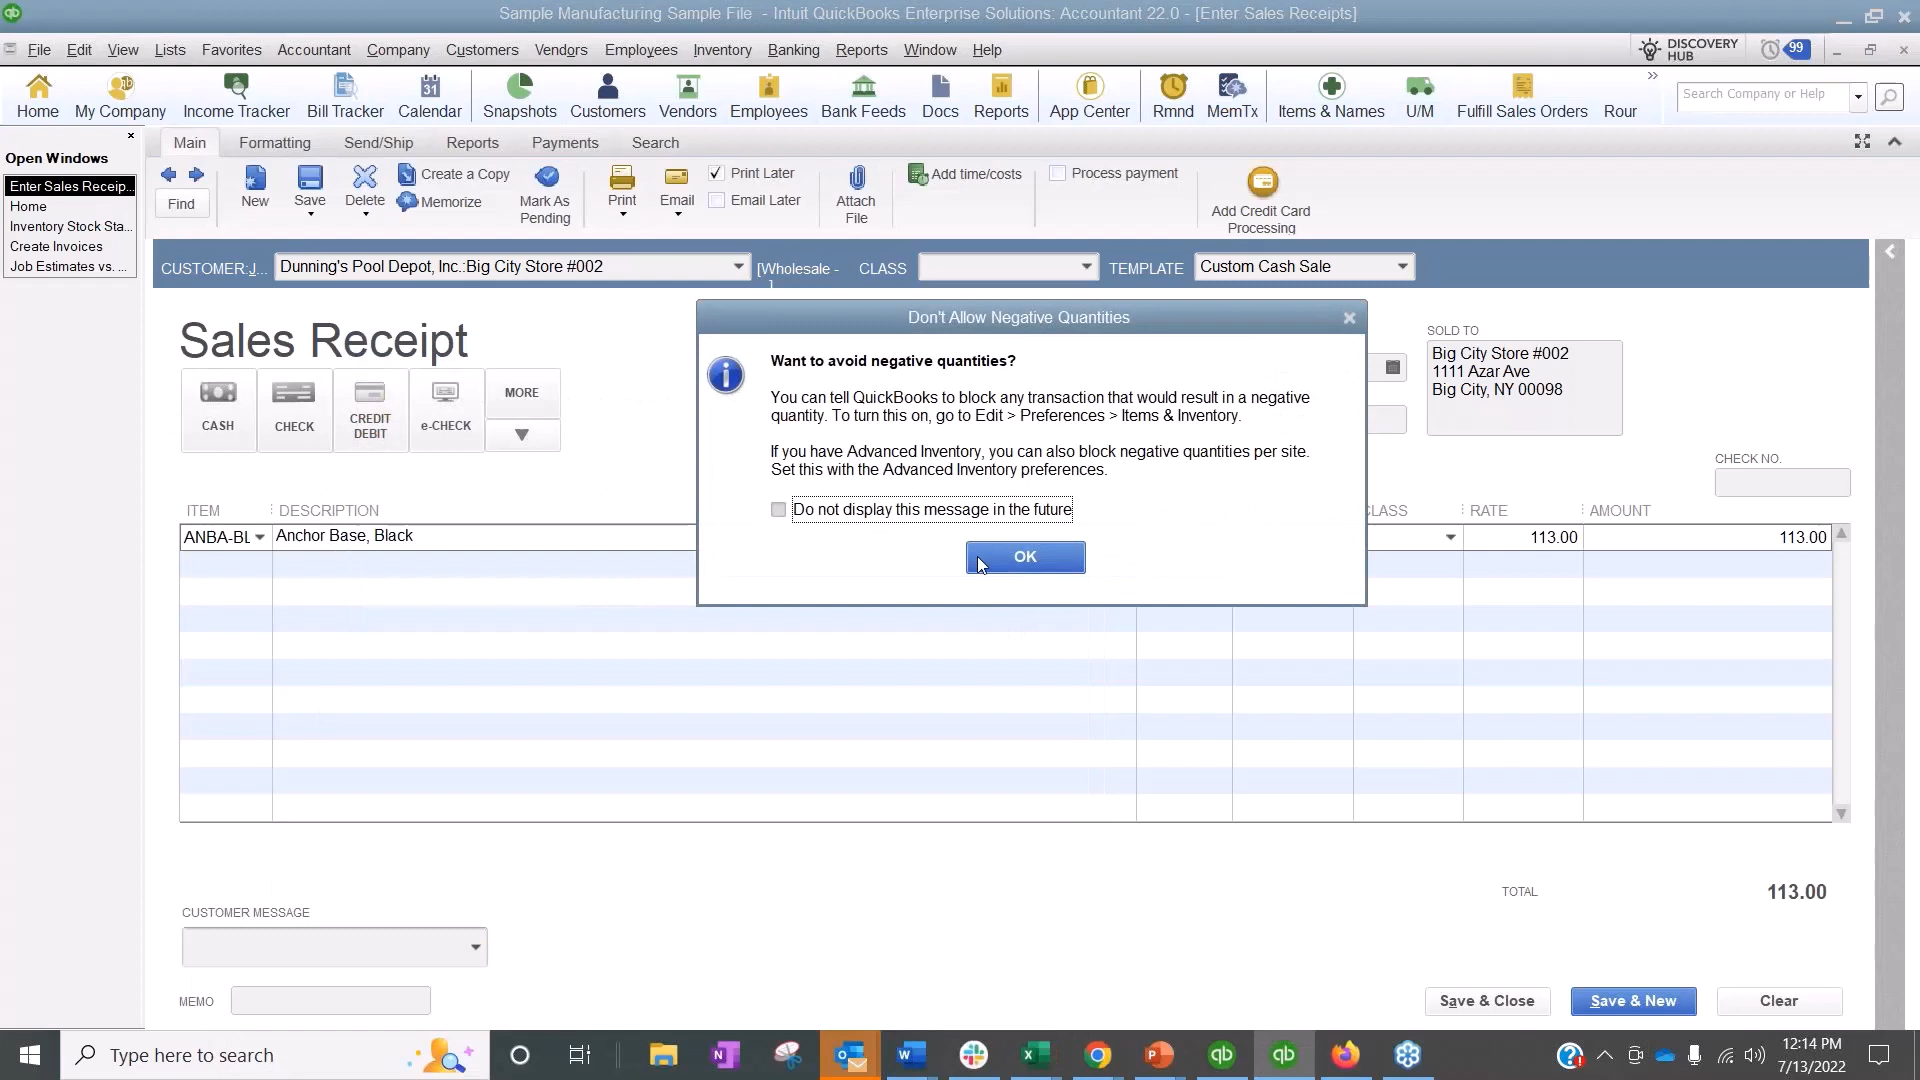 Sample Manufacturing Sample File - Intuit QuickBooks Enterprise Solutions: Accountant 22.0 - [Enter Sales Receipts]
File Edit View Lists Favorites Accountant Company Customers Vendors Employees Inventory Banking Reports Window Help
DISCOVERY HUB 99
Home My Company Income Tracker Bill Tracker Calendar Snapshots Customers Vendors Employees Bank Feeds Docs Reports App Center Rmnd MemTx Items & Names U/M Fulfill Sales Orders Rour
Search Company or Help
Open Windows
Enter Sales Receip...
Home
Inventory Stock Sta...
Create Invoices
Job Estimates vs. ...
Main Formatting Send/Ship Reports Payments Search
Find
New
Save
Delete
Create a Copy
Memorize
Mark As
Pending
Print
Email
Print Later
Email Later
Attach
File
Add time/costs
Process payment
Add Credit Card
Processing
CUSTOMER:J... Dunning's Pool Depot, Inc.:Big City Store #002 [Wholesale - ] CLASS TEMPLATE Custom Cash Sale
Sales Receipt
CASH
CHECK
CREDIT
DEBIT
e-CHECK
MORE
Don't Allow Negative Quantities
Want to avoid negative quantities?
You can tell QuickBooks to block any transaction that would result in a negative
quantity. To turn this on, go to Edit > Preferences > Items & Inventory.
If you have Advanced Inventory, you can also block negative quantities per site.
Set this with the Advanced Inventory preferences.
Do not display this message in the future
OK
SOLD TO
Big City Store #002
1111 Azar Ave
Big City, NY 00098
CHECK NO.
ITEM DESCRIPTION LASS RATE AMOUNT
ANBA-BL Anchor Base, Black 113.00 113.00
TOTAL 113.00
CUSTOMER MESSAGE
MEMO
Save & Close Save & New Clear
Type here to search
12:14 PM
7/13/2022